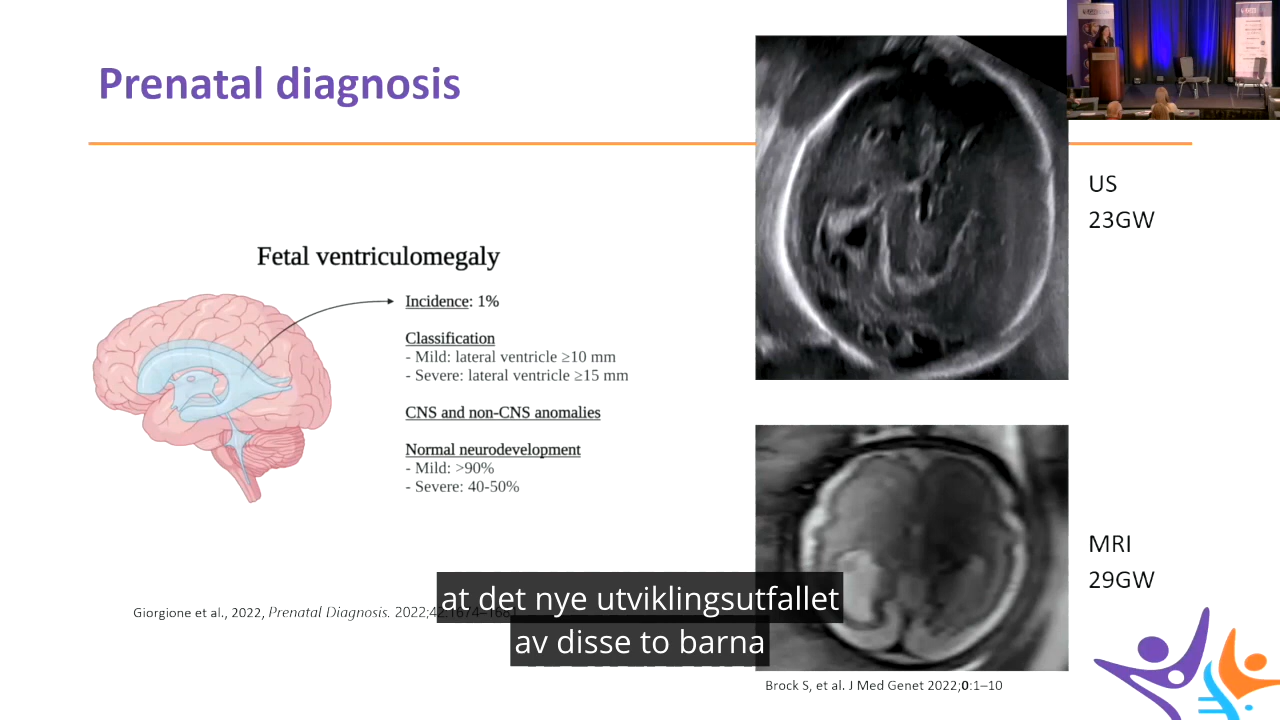 Prenatal diagnosis
US
23GW
Fetal ventriculomegaly
Incidence: 1%
Classification
- Mild: lateral ventricle ≥10 mm
- Severe: lateral ventricle ≥15 mm
CNS and non-CNS anomalies
Normal neurodevelopment
- Mild: >90%
- Severe: 40-50%
MRI
29GW
Giorgione et al., 2022, Prenatal Diagnosis. 2022;42:
at det nye utviklingsutfallet
av disse to barna
Brock S, et al. J Med Genet 2022;0:1–10